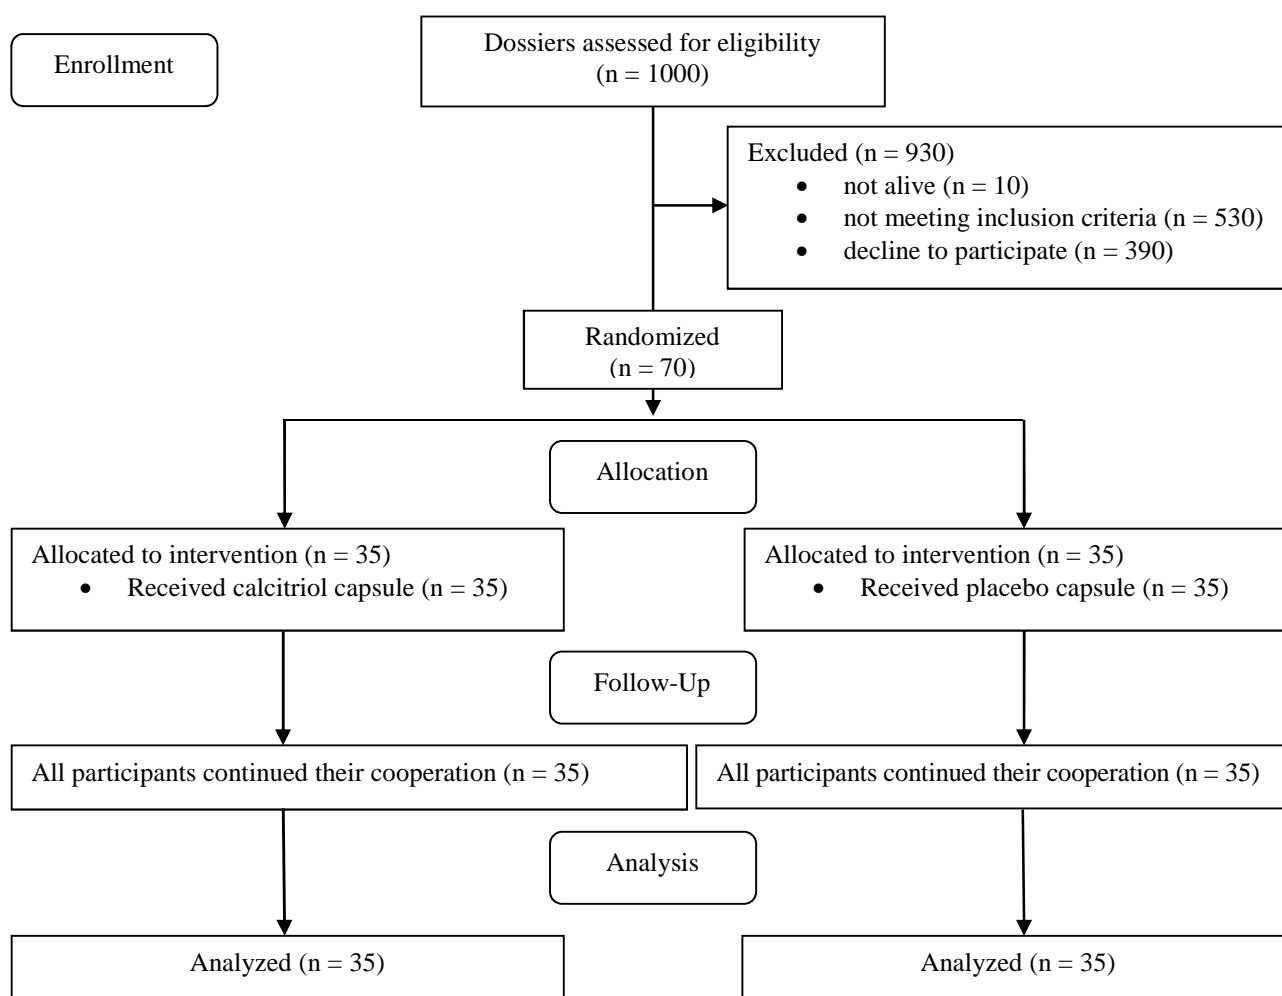 Enrollment
Dossiers assessed for eligibility
(n = 1000)
Excluded (n = 930)
• not alive (n = 10)
• not meeting inclusion criteria (n = 530)
• decline to participate (n = 390)
Randomized
(n = 70)
Allocation
Allocated to intervention (n = 35)
• Received calcitriol capsule (n = 35)
Allocated to intervention (n = 35)
• Received placebo capsule (n = 35)
Follow-Up
All participants continued their cooperation (n = 35)
All participants continued their cooperation (n = 35)
Analysis
Analyzed (n = 35)
Analyzed (n = 35)